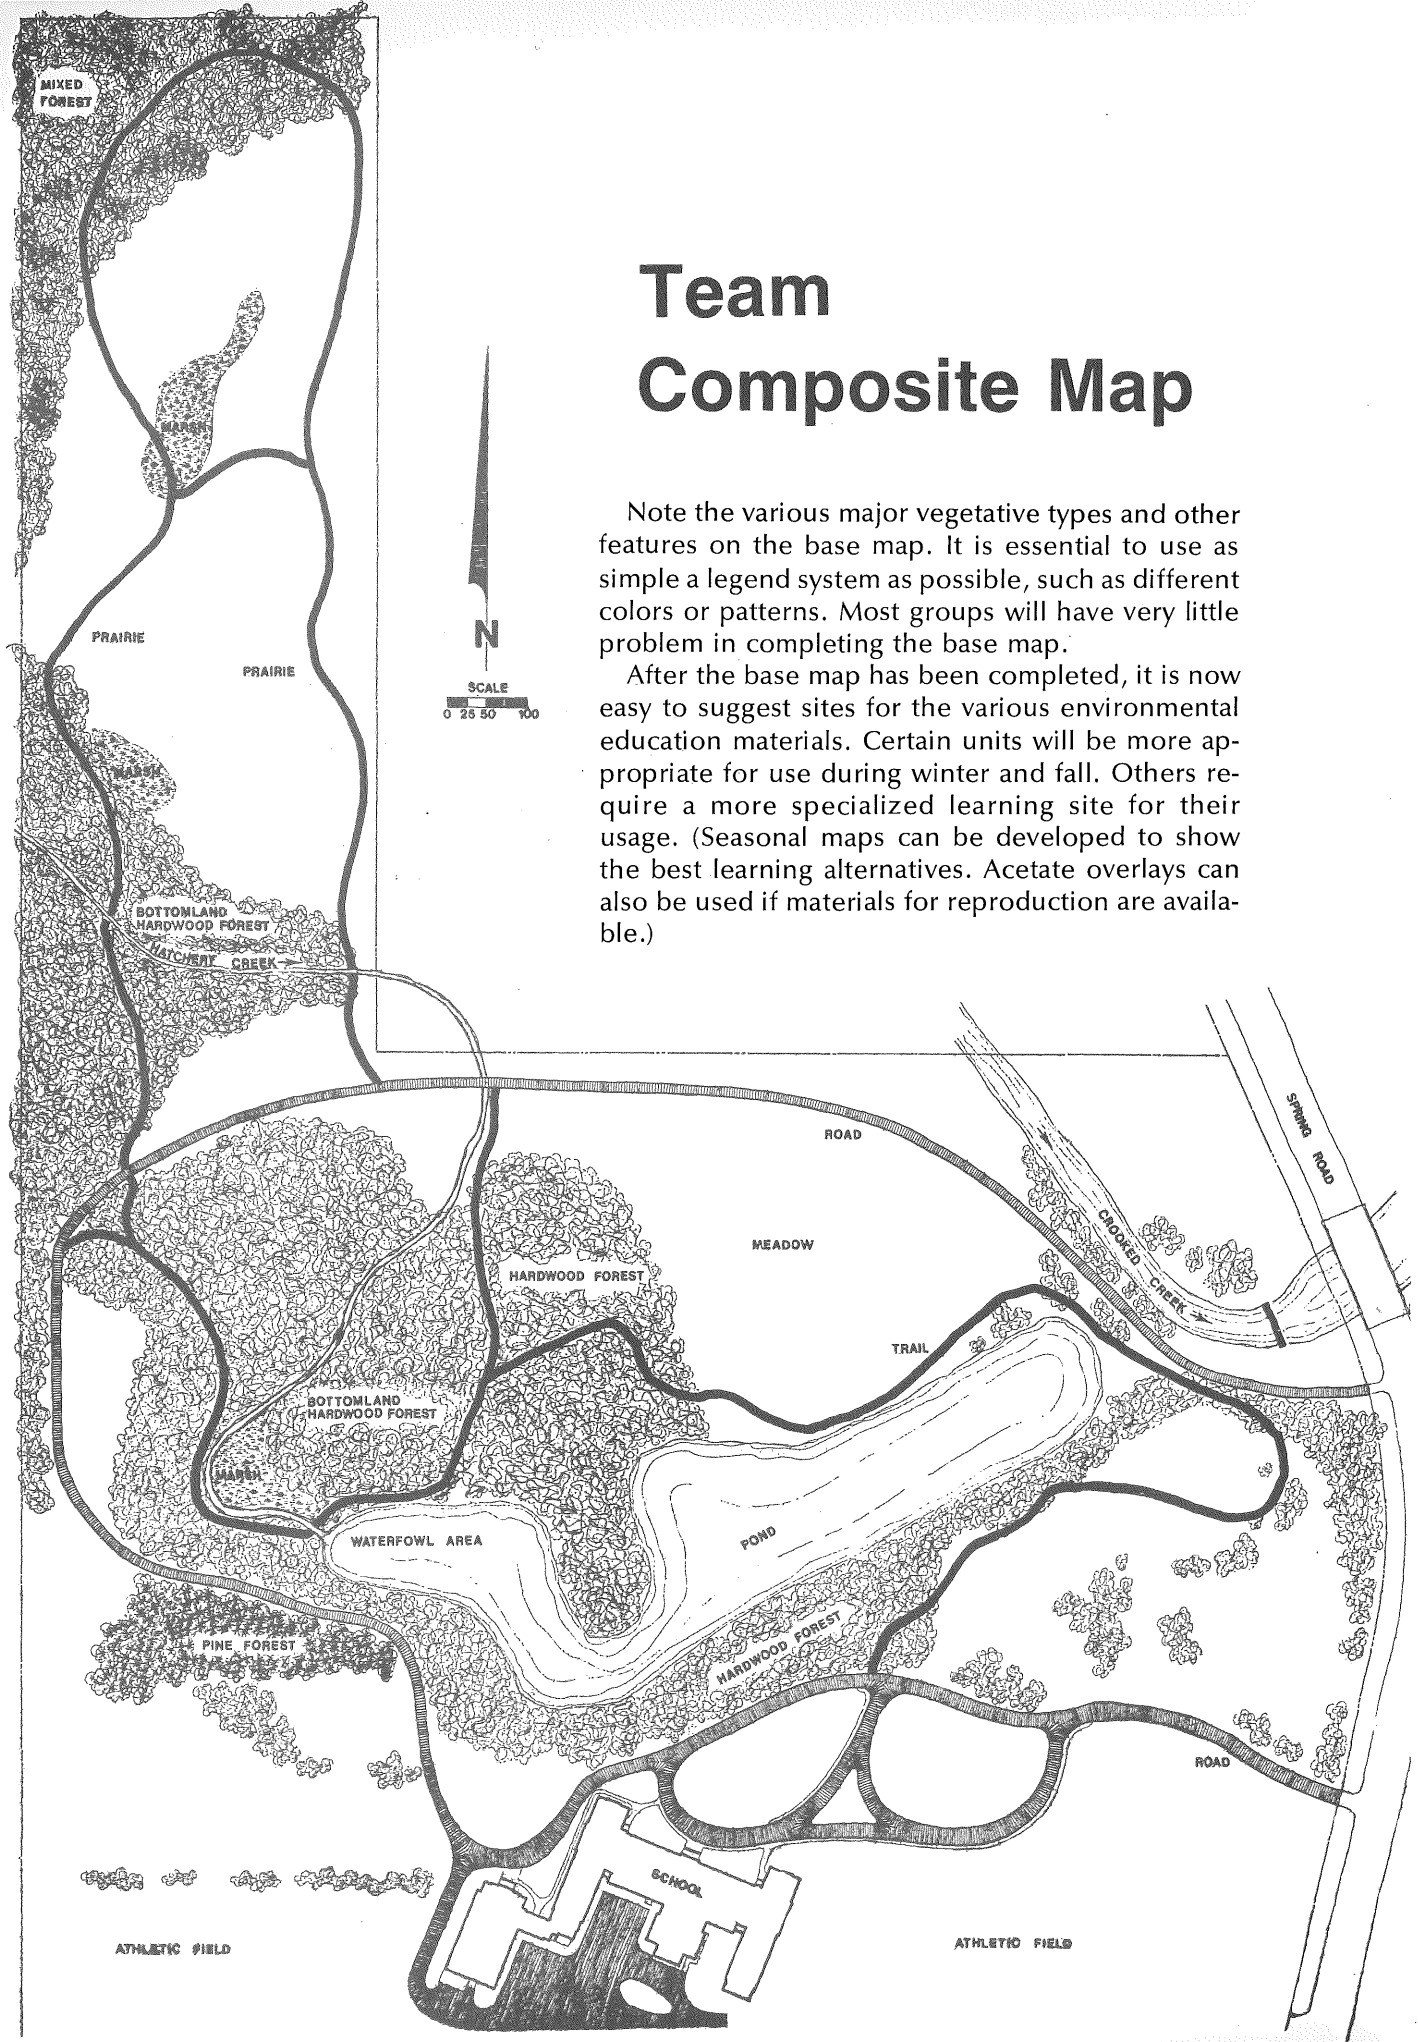 MIXED
FOREST
Team
Composite Map
MARSH
Note the various major vegetative types and other
features on the base map. It is essential to use as
simple a legend system as possible, such as different
colors or patterns. Most groups will have very little
problem in completing the base map.
After the base map has been completed, it is now
easy to suggest sites for the various environmental
education materials. Certain units will be more ap-
propriate for use during winter and fall. Others re-
quire a more specialized learning site for their
usage. (Seasonal maps can be developed to show
the best learning alternatives. Acetate overlays can
also be used if materials for reproduction are availa-
ble.)
N
SCALE
0 25 50 100
PRAIRIE
PRAIRIE
MARSH
BOTTOMLAND
HARDWOOD FOREST
HATCHERY CREEK
ROAD
SPRING ROAD
CROOKED CREEK
MEADOW
HARDWOOD FOREST
TRAIL
BOTTOMLAND
HARDWOOD FOREST
MARSH
WATERFOWL AREA
POND
HARDWOOD FOREST
PINE FOREST
ROAD
SCHOOL
ATHLETIC FIELD
ATHLETIC FIELD